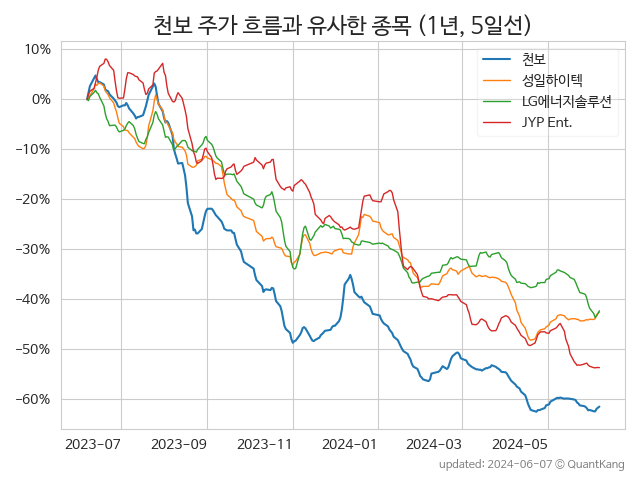 천보 주가 흐름과 유사한 종목 (1년, 5일선)
10%
0%
−10%
−20%
−30%
−40%
−50%
−60%
천보
성일하이텍
LG에너지솔루션
JYP Ent.
2023-07
2023-09
2023-11
2024-01
2024-03
2024-05
updated: 2024-06-07 © QuantKang